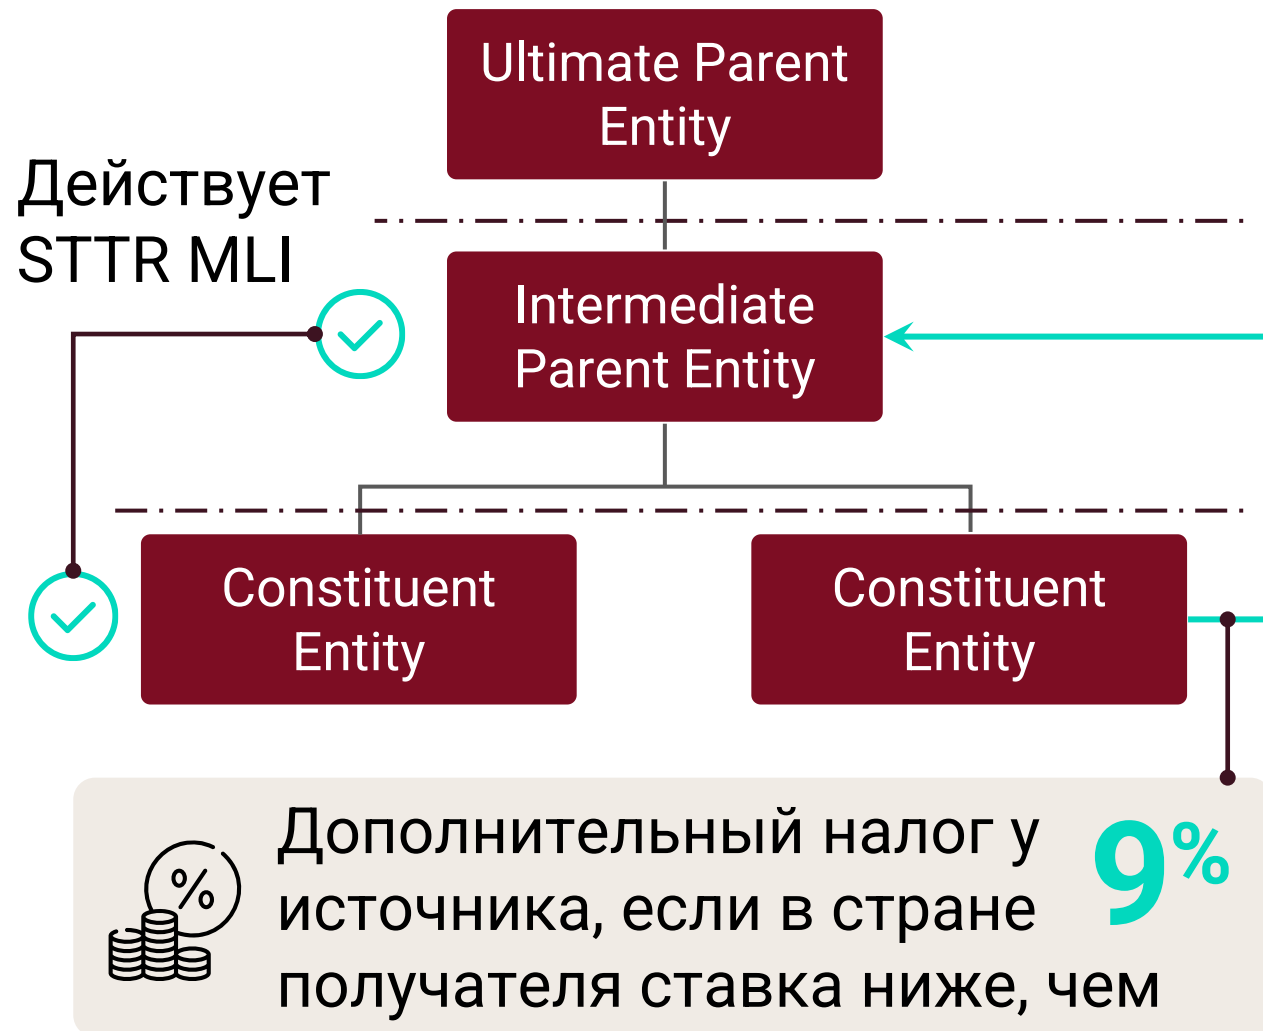 Ultimate Parent
Entity
Действует
STTR MLI
Intermediate
Parent Entity
Constituent
Entity
Constituent
Entity
Дополнительный налог у
источника, если в стране
получателя ставка ниже, чем
9%
%